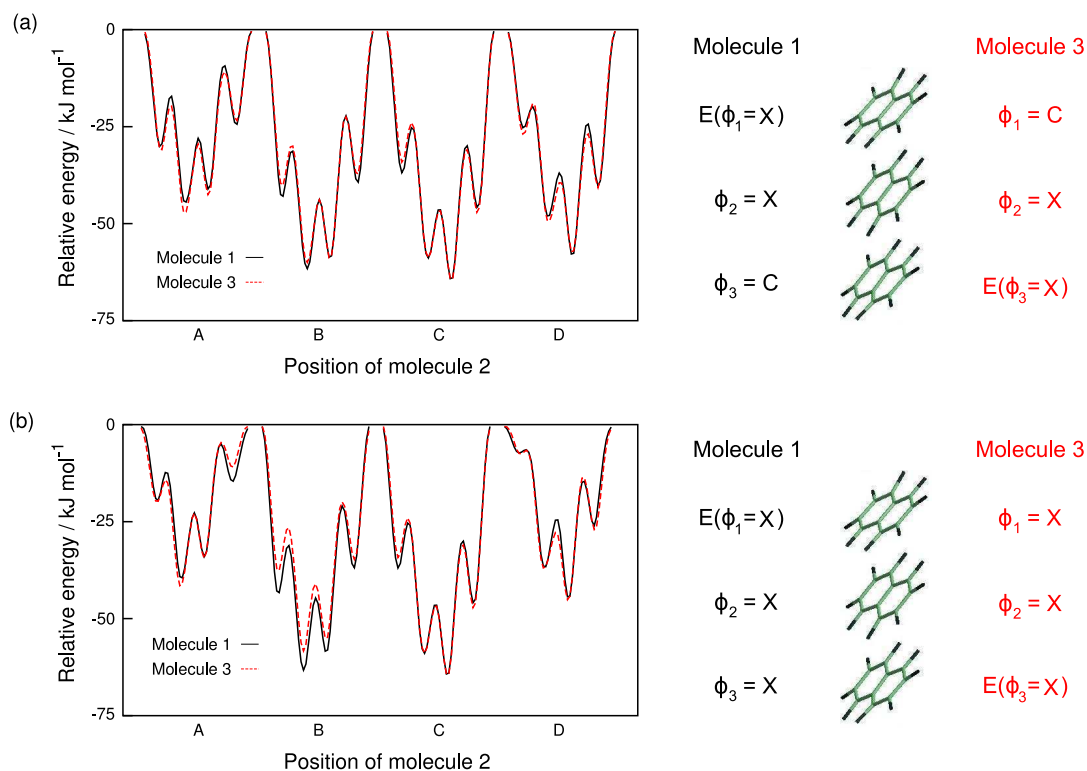 (a)
0
-25
-50
-75
Relative energy / kJ mol⁻¹
Molecule 1
Molecule 3
A B C D
Position of molecule 2
Molecule 1 Molecule 3
E(ϕ₁=X) ϕ₁ = C
ϕ₂ = X ϕ₂ = X
ϕ₃ = C E(ϕ₃=X)
(b)
0
-25
-50
-75
Relative energy / kJ mol⁻¹
Molecule 1
Molecule 3
A B C D
Position of molecule 2
Molecule 1 Molecule 3
E(ϕ₁=X) ϕ₁ = X
ϕ₂ = X ϕ₂ = X
ϕ₃ = X E(ϕ₃=X)